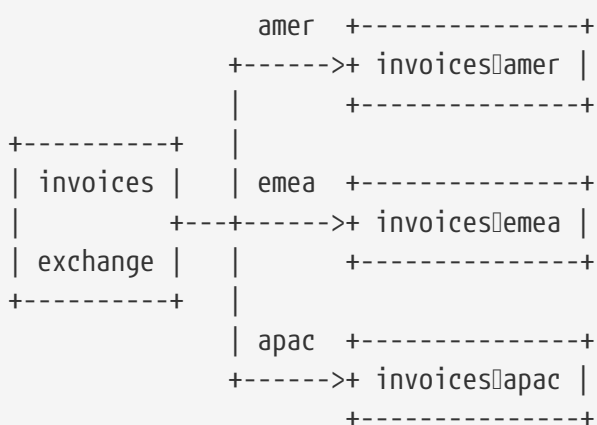 amer
invoices▯amer
invoices emea
invoices▯emea
exchange
apac
invoices▯apac